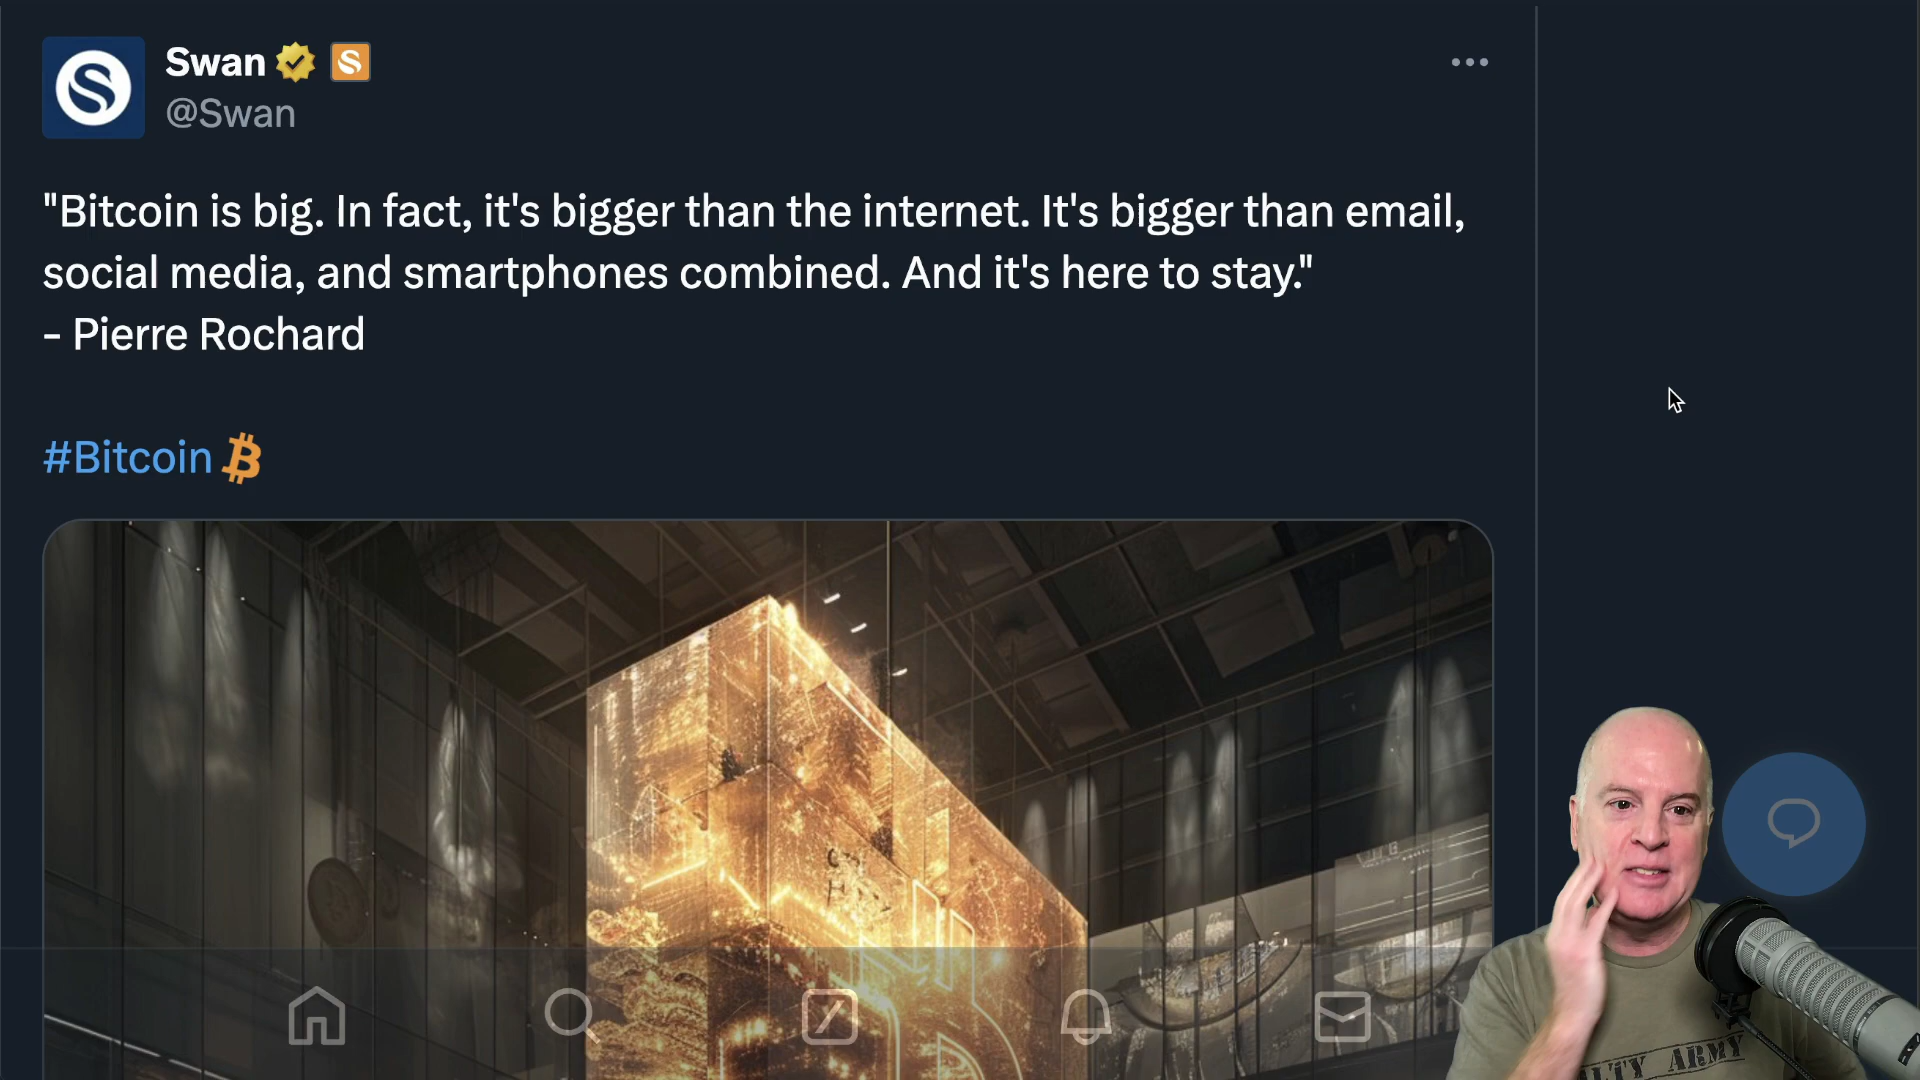 Swan
@Swan
"Bitcoin is big. In fact, it's bigger than the internet. It's bigger than email,
social media, and smartphones combined. And it's here to stay."
– Pierre Rochard
#Bitcoin
ARMY